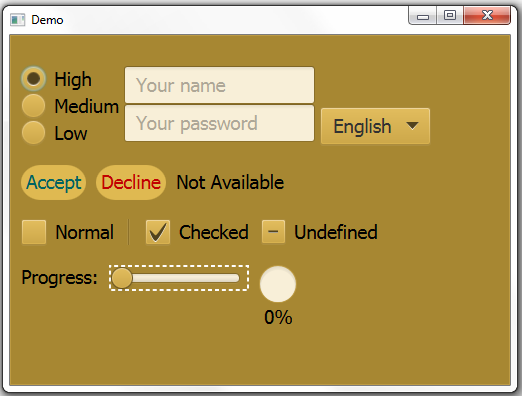 Demo
High
Your name
Medium
Your password
Low
English
Accept Decline Not Available
Normal Checked Undefined
Progress:
0%